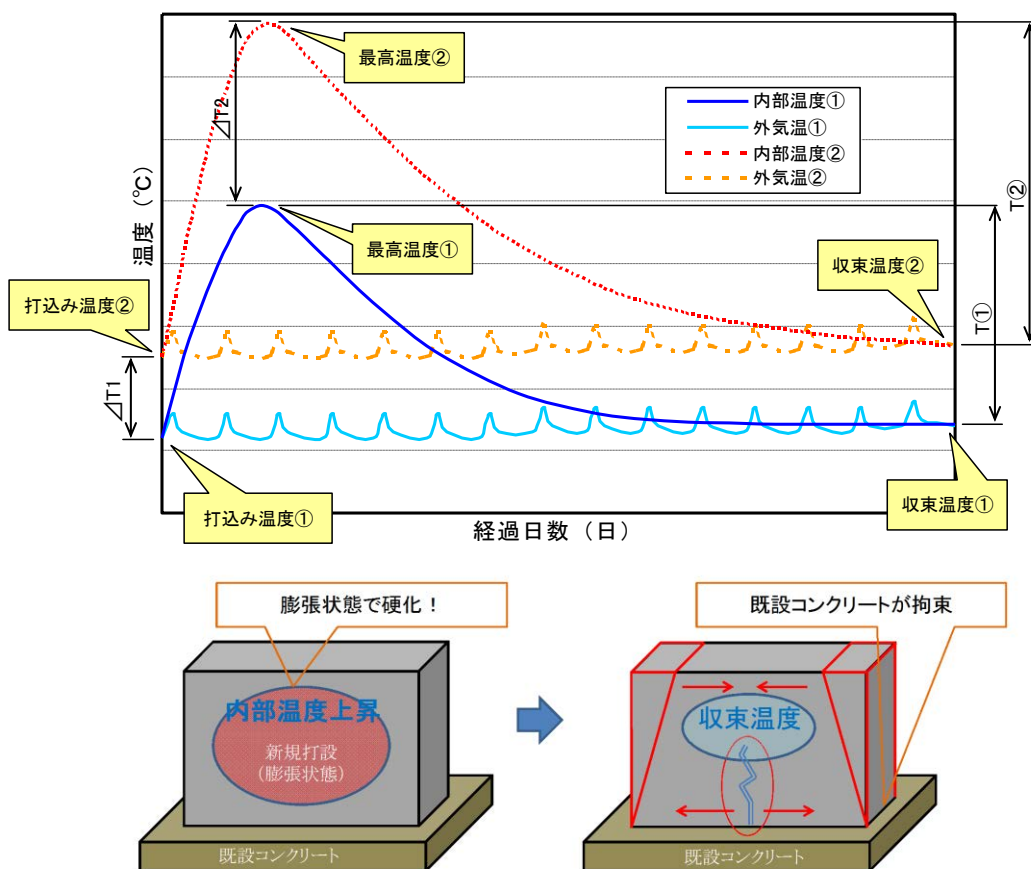 最高温度②
⊿T2
内部温度①
外気温①
内部温度②
外気温②
T②
温度（℃）
最高温度①
収束温度②
打込み温度②
T①
⊿T1
打込み温度①
収束温度①
経過日数（日）
膨張状態で硬化！
既設コンクリートが拘束
内部温度上昇
新規打設
(膨張状態)
収束温度
既設コンクリート
既設コンクリート